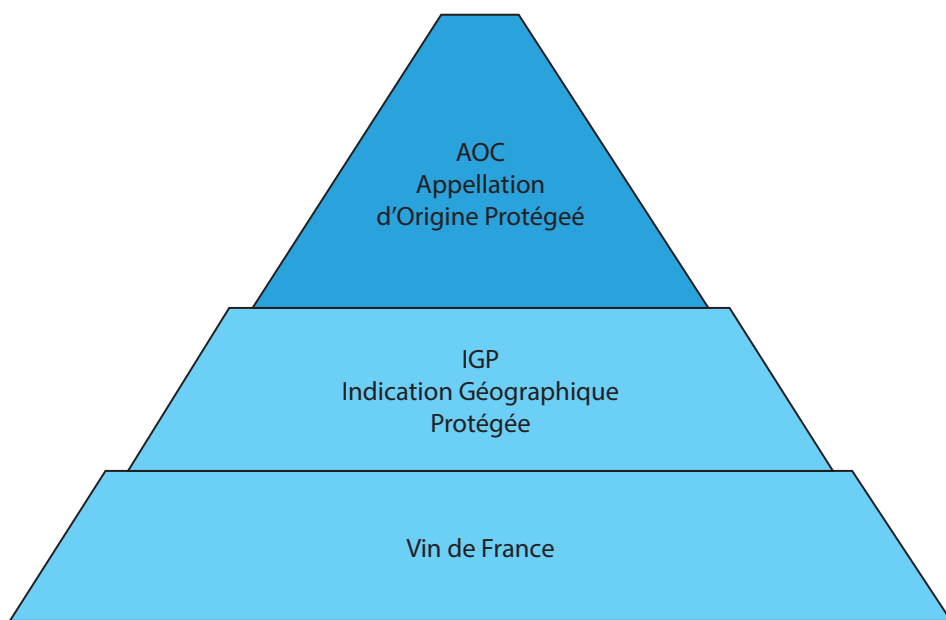 AOC
Appellation
d’Origine Protégeé
IGP
Indication Géographique
Protégée
Vin de France